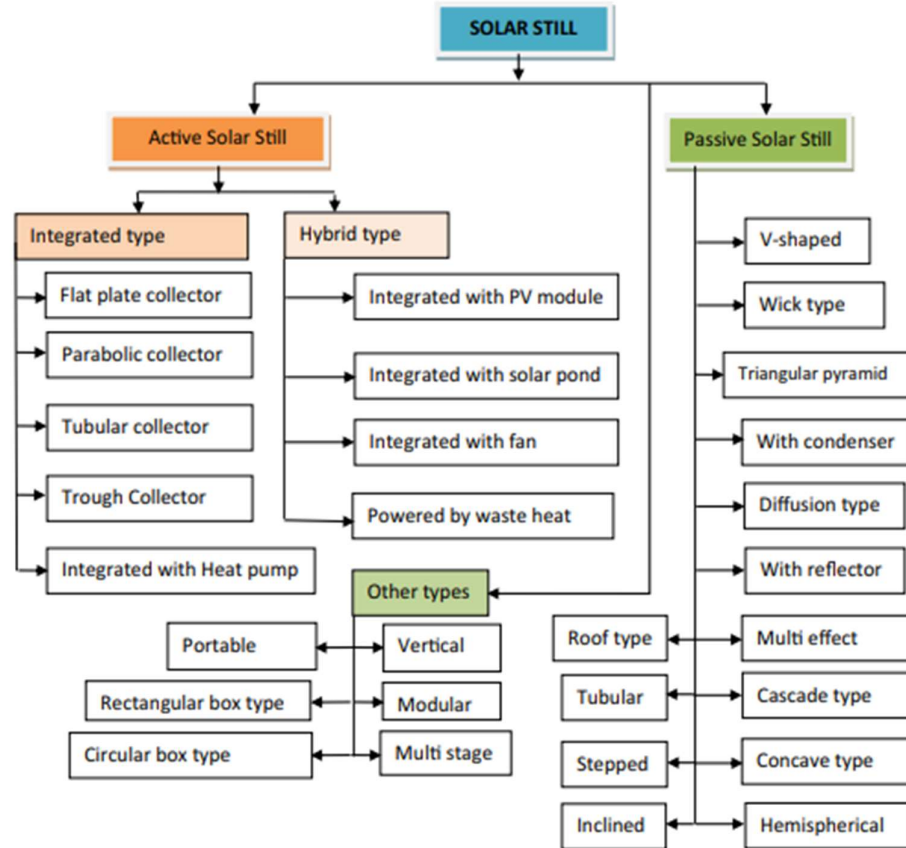 SOLAR STILL
Active Solar Still
Passive Solar Still
Integrated type
Hybrid type
Flat plate collector
Parabolic collector
Tubular collector
Trough Collector
Integrated with Heat pump
Integrated with PV module
Integrated with solar pond
Integrated with fan
Powered by waste heat
Other types
Portable
Vertical
Rectangular box type
Modular
Circular box type
Multi stage
V-shaped
Wick type
Triangular pyramid
With condenser
Diffusion type
With reflector
Roof type
Multi effect
Tubular
Cascade type
Stepped
Concave type
Inclined
Hemispherical